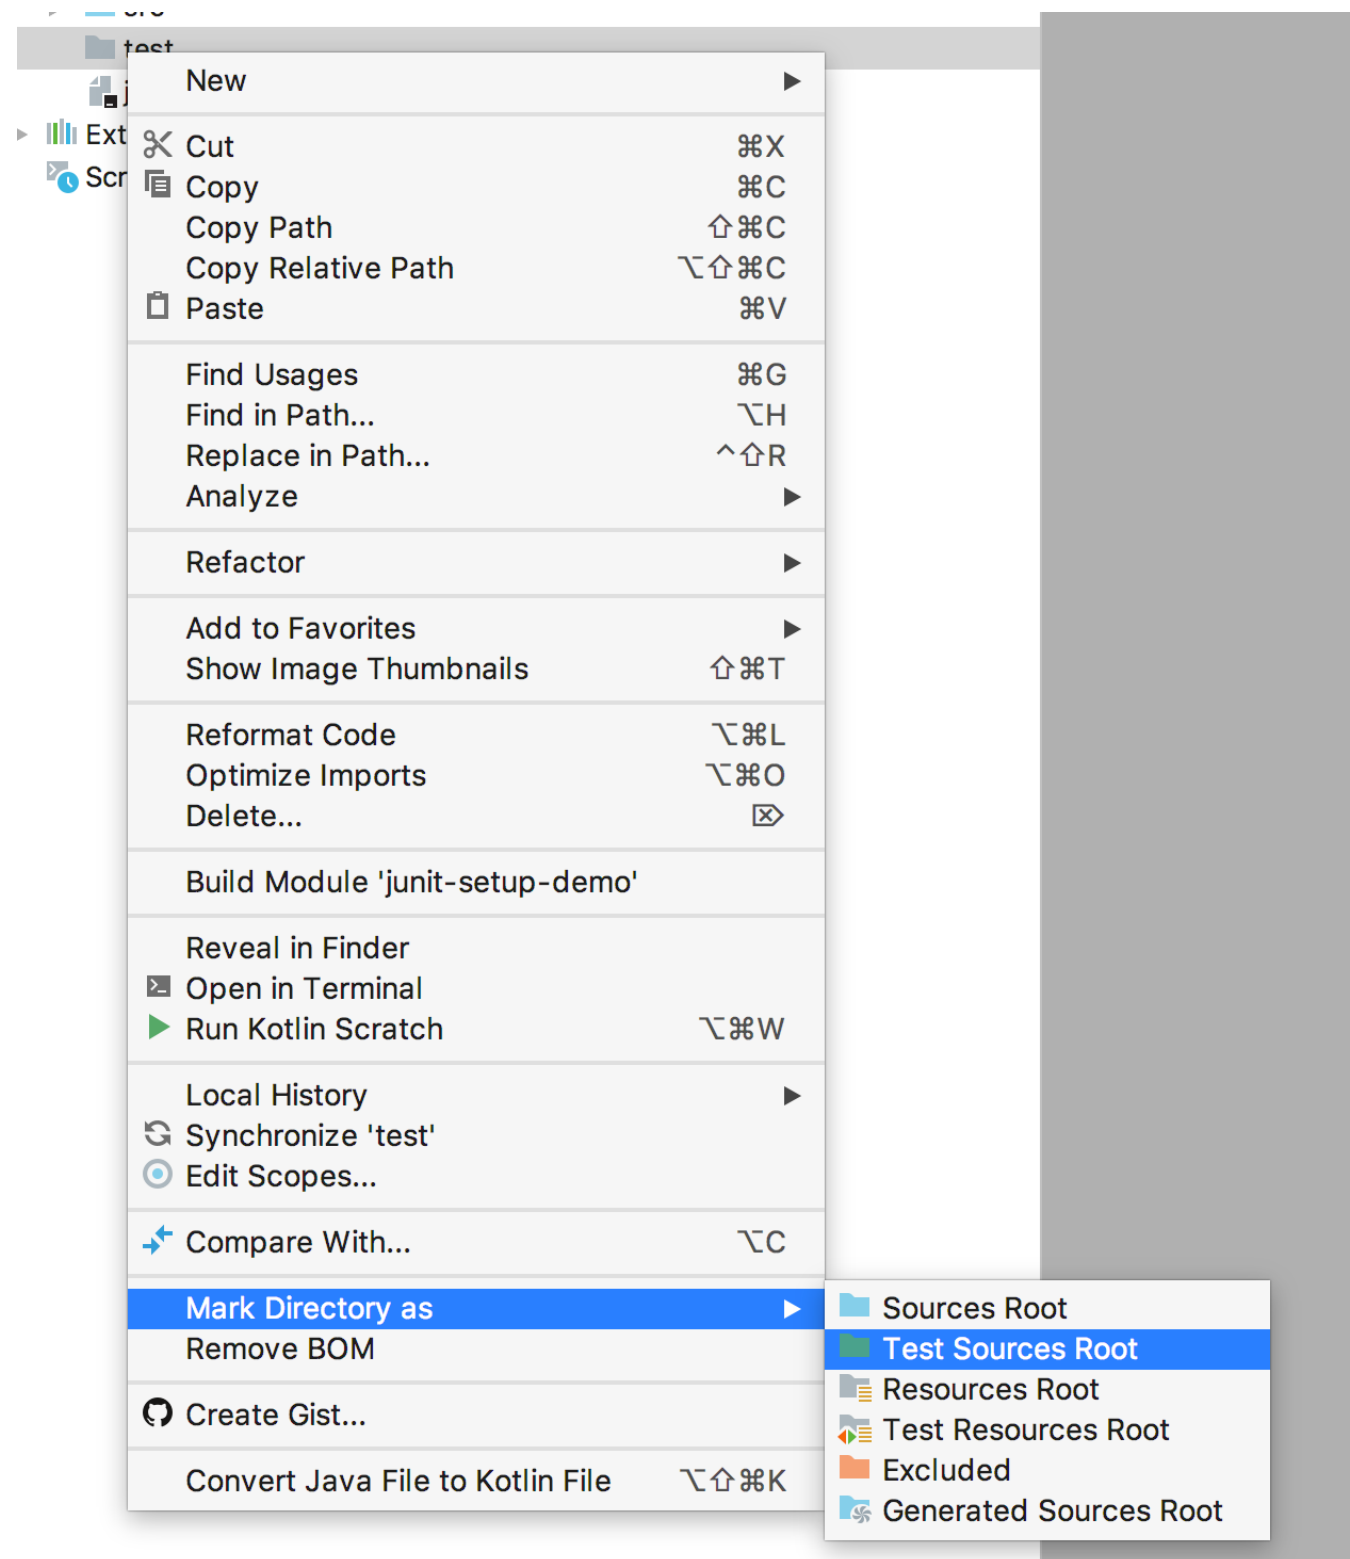 test
New
Ext
Cut ⌘X
Scr
Copy ⌘C
Copy Path ⇧⌘C
Copy Relative Path ⌥⇧⌘C
Paste ⌘V
Find Usages ⌘G
Find in Path... ⌥H
Replace in Path... ^⇧R
Analyze
Refactor
Add to Favorites
Show Image Thumbnails ⇧⌘T
Reformat Code ⌥⌘L
Optimize Imports ⌥⌘O
Delete... ⌦
Build Module 'junit-setup-demo'
Reveal in Finder
Open in Terminal
Run Kotlin Scratch ⌥⌘W
Local History
Synchronize 'test'
Edit Scopes...
Compare With... ⌥C
Mark Directory as
Remove BOM
Create Gist...
Convert Java File to Kotlin File ⌥⇧⌘K
Sources Root
Test Sources Root
Resources Root
Test Resources Root
Excluded
Generated Sources Root